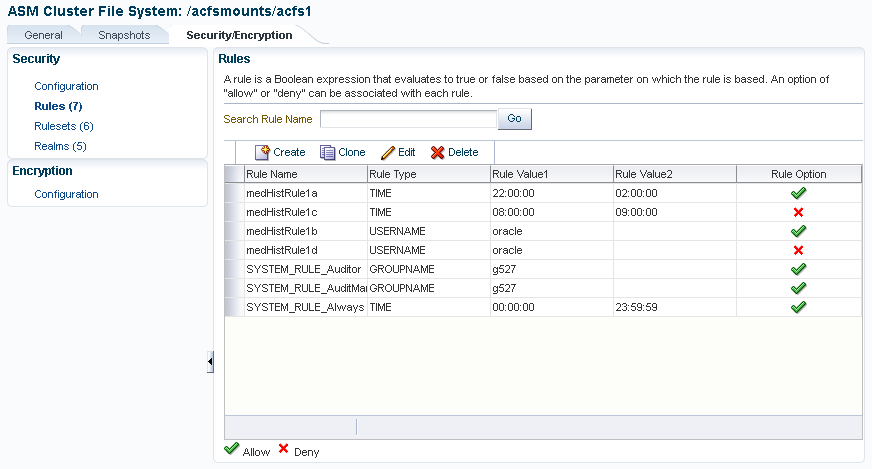 ASM Cluster File System: /acfsmounts/acfs1
General Snapshots Security/Encryption
Security
Configuration
Rules (7)
Rulesets (6)
Realms (5)
Encryption
Configuration
Rules
A rule is a Boolean expression that evaluates to true or false based on the parameter on which the rule is based. An option of
"allow" or "deny" can be associated with each rule.
Search Rule Name Go
Create Clone Edit Delete
Rule Name Rule Type Rule Value1 Rule Value2 Rule Option
medHistRule1a TIME 22:00:00 02:00:00
medHistRule1c TIME 08:00:00 09:00:00
medHistRule1b USERNAME oracle
medHistRule1d USERNAME oracle
SYSTEM_RULE_Auditor GROUPNAME g527
SYSTEM_RULE_AuditMa GROUPNAME g527
SYSTEM_RULE_Always TIME 00:00:00 23:59:59
Allow Deny